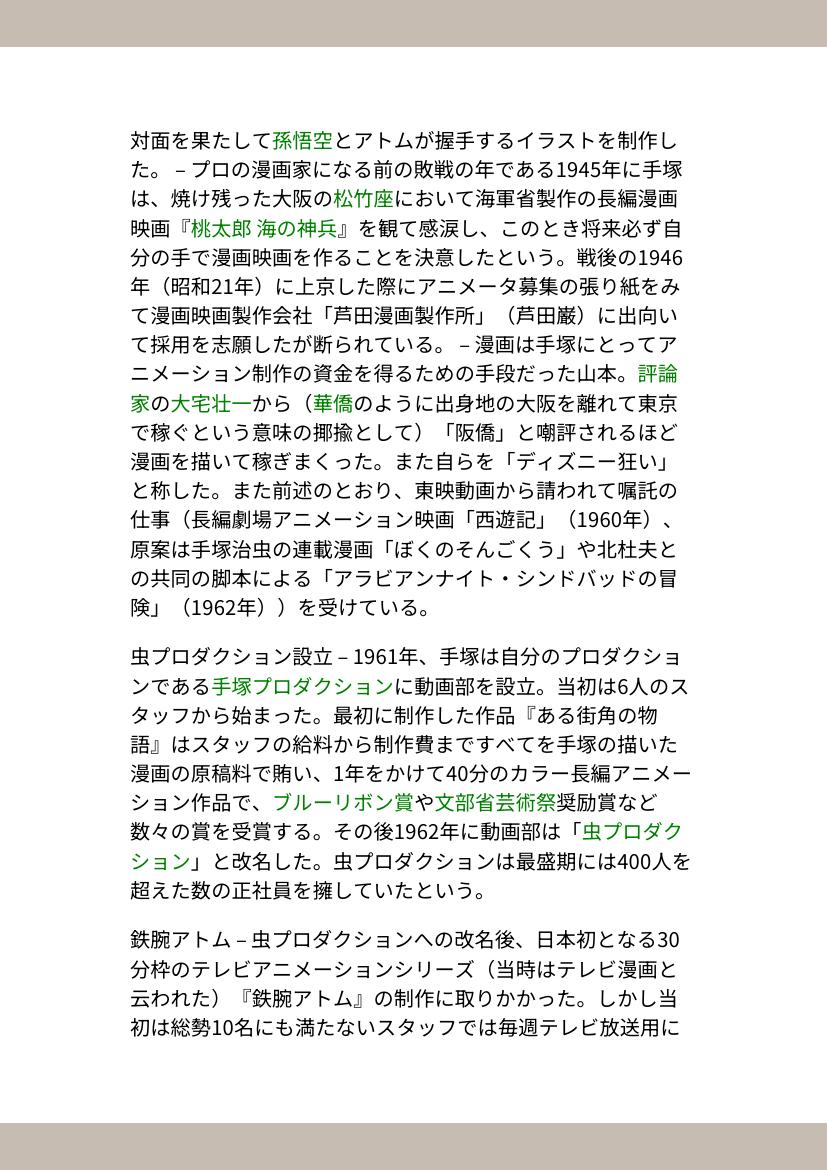 対面を果たして孫悟空とアトムが握手するイラストを制作し
た。 – プロの漫画家になる前の敗戦の年である1945年に手塚
は、焼け残った大阪の松竹座において海軍省製作の長編漫画
映画『桃太郎 海の神兵』を観て感涙し、このとき将来必ず自
分の手で漫画映画を作ることを決意したという。戦後の1946
年（昭和21年）に上京した際にアニメータ募集の張り紙をみ
て漫画映画製作会社「芦田漫画製作所」（芦田巌）に出向い
て採用を志願したが断られている。 – 漫画は手塚にとってア
ニメーション制作の資金を得るための手段だった山本。評論
家の大宅壮一から（華僑のように出身地の大阪を離れて東京
で稼ぐという意味の揶揄として）「阪僑」と嘲評されるほど
漫画を描いて稼ぎまくった。また自らを「ディズニー狂い」
と称した。また前述のとおり、東映動画から請われて嘱託の
仕事（長編劇場アニメーション映画「西遊記」（1960年）、
原案は手塚治虫の連載漫画「ぼくのそんごくう」や北杜夫と
の共同の脚本による「アラビアンナイト・シンドバッドの冒
険」（1962年））を受けている。
虫プロダクション設立 – 1961年、手塚は自分のプロダクショ
ンである手塚プロダクションに動画部を設立。当初は6人のス
タッフから始まった。最初に制作した作品『ある街角の物
語』はスタッフの給料から制作費まですべてを手塚の描いた
漫画の原稿料で賄い、1年をかけて40分のカラー長編アニメー
ション作品で、ブルーリボン賞や文部省芸術祭奨励賞など
数々の賞を受賞する。その後1962年に動画部は「虫プロダク
ション」と改名した。虫プロダクションは最盛期には400人を
超えた数の正社員を擁していたという。
鉄腕アトム – 虫プロダクションへの改名後、日本初となる30
分枠のテレビアニメーションシリーズ（当時はテレビ漫画と
云われた）『鉄腕アトム』の制作に取りかかった。しかし当
初は総勢10名にも満たないスタッフでは毎週テレビ放送用に